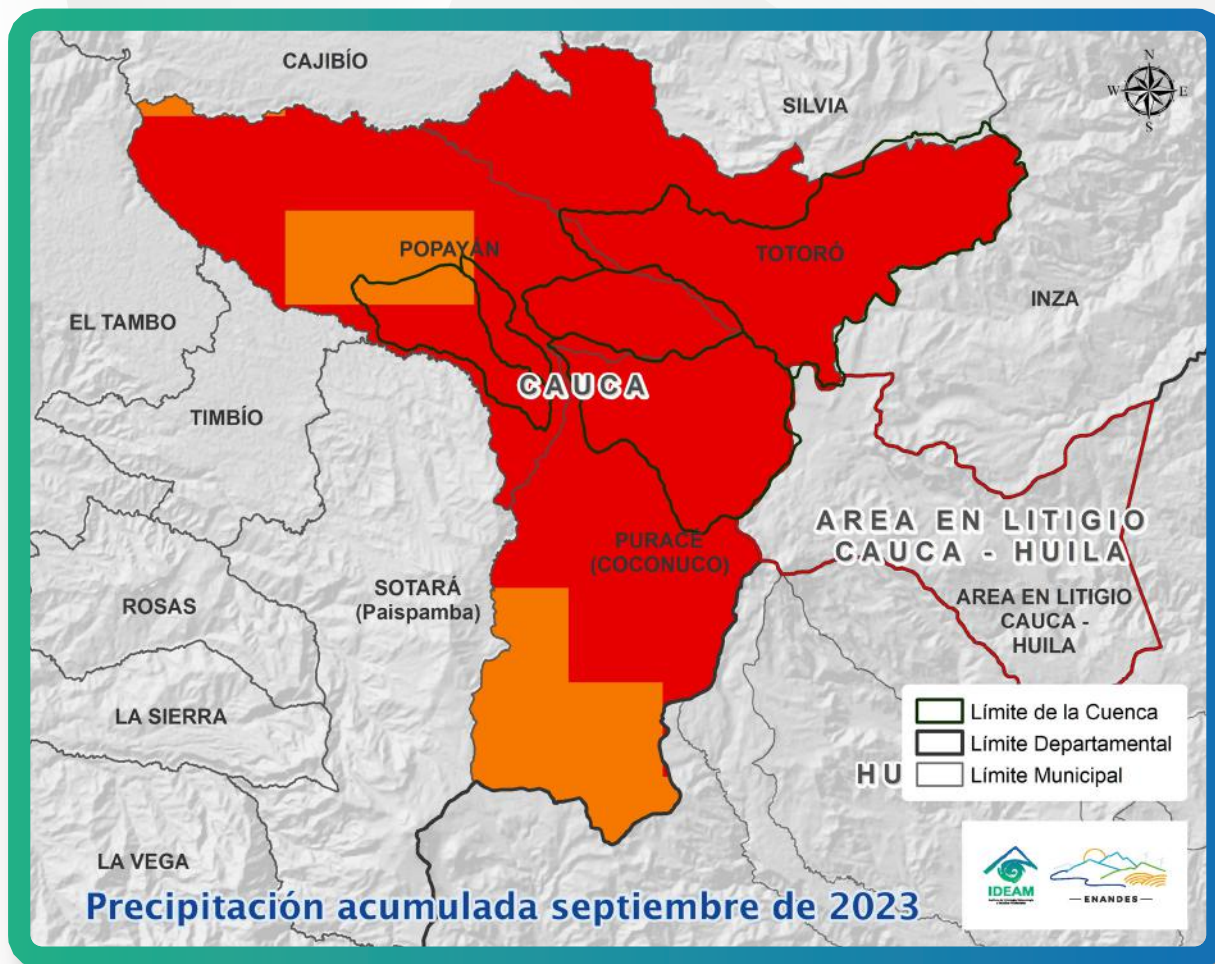 CAJIBÍO
SILVIA
N
W E
S
POPAYÁN
TOTORÓ
INZA
EL TAMBO
CAUCA
TIMBÍO
AREA EN LITIGIO
CAUCA - HUILA
PURACÉ
(COCONUCO)
SOTARÁ
(Paispamba)
ROSAS
AREA EN LITIGIO
CAUCA -
HUILA
LA SIERRA
Límite de la Cuenca
Límite Departamental
Límite Municipal
HU
LA VEGA
IDEAM
ENANDES
Precipitación acumulada septiembre de 2023